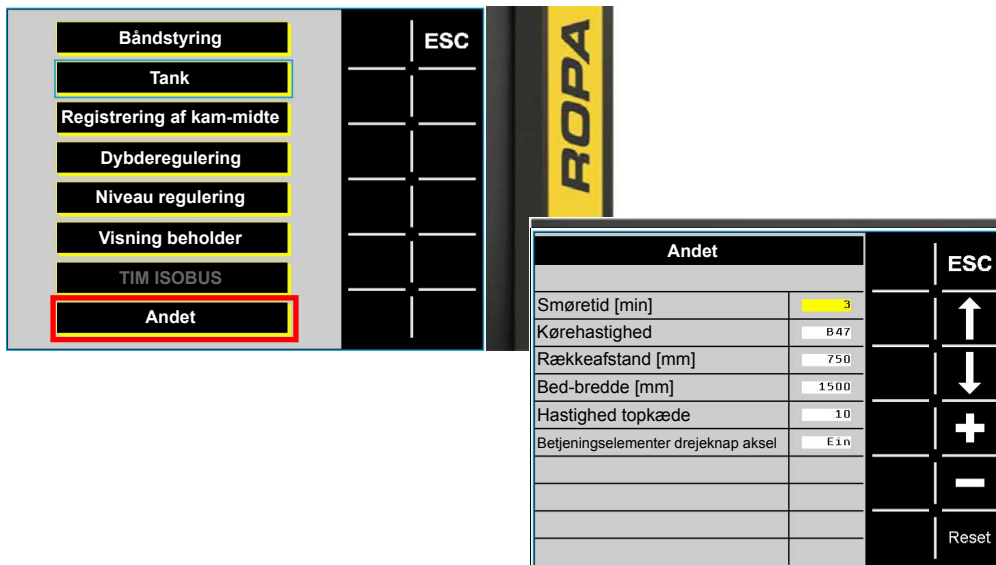 Båndstyring
ESC
Tank
Registrering af kam-midte
Dybderegulering
Niveau regulering
Visning beholder
TIM ISOBUS
Andet
ROPA
Andet
ESC
Smøretid [min] 3
Kørehastighed B47
Rækkeafstand [mm] 750
Bed-bredde [mm] 1500
Hastighed topkæde 10
Betjeningselementer drejeknap aksel Ein
Reset